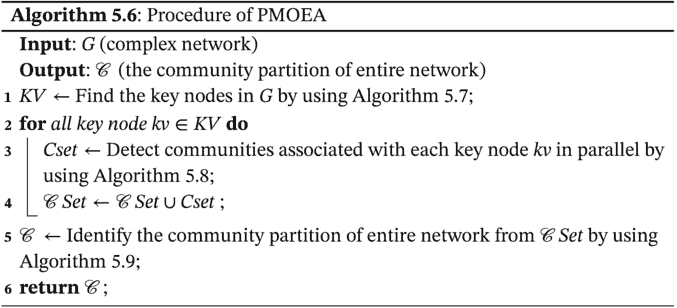 Algorithm 5.6: Procedure of PMOEA
Input: G (complex network)
Output: 𝒞 (the community partition of entire network)
1 KV ← Find the key nodes in G by using Algorithm 5.7;
2 for all key node kv ∈ KV do
3 Cset ← Detect communities associated with each key node kv in parallel by
using Algorithm 5.8;
4 𝒞 Set ← 𝒞 Set ∪ Cset ;
5 𝒞 ← Identify the community partition of entire network from 𝒞 Set by using
Algorithm 5.9;
6 return 𝒞 ;